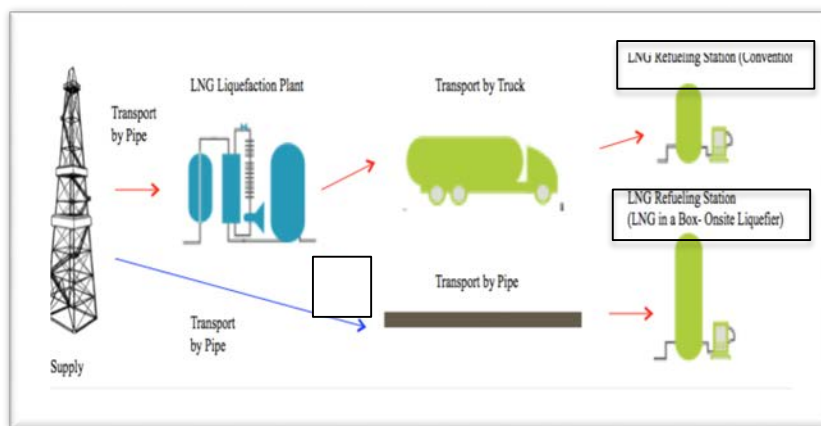 LNG Refueling Station (Convention
LNG Liquefaction Plant
Transport by Truck
Transport
by Pipe
LNG Refueling Station
(LNG in a Box- Onsite Liquefier)
Transport by Pipe
Transport
by Pipe
Supply